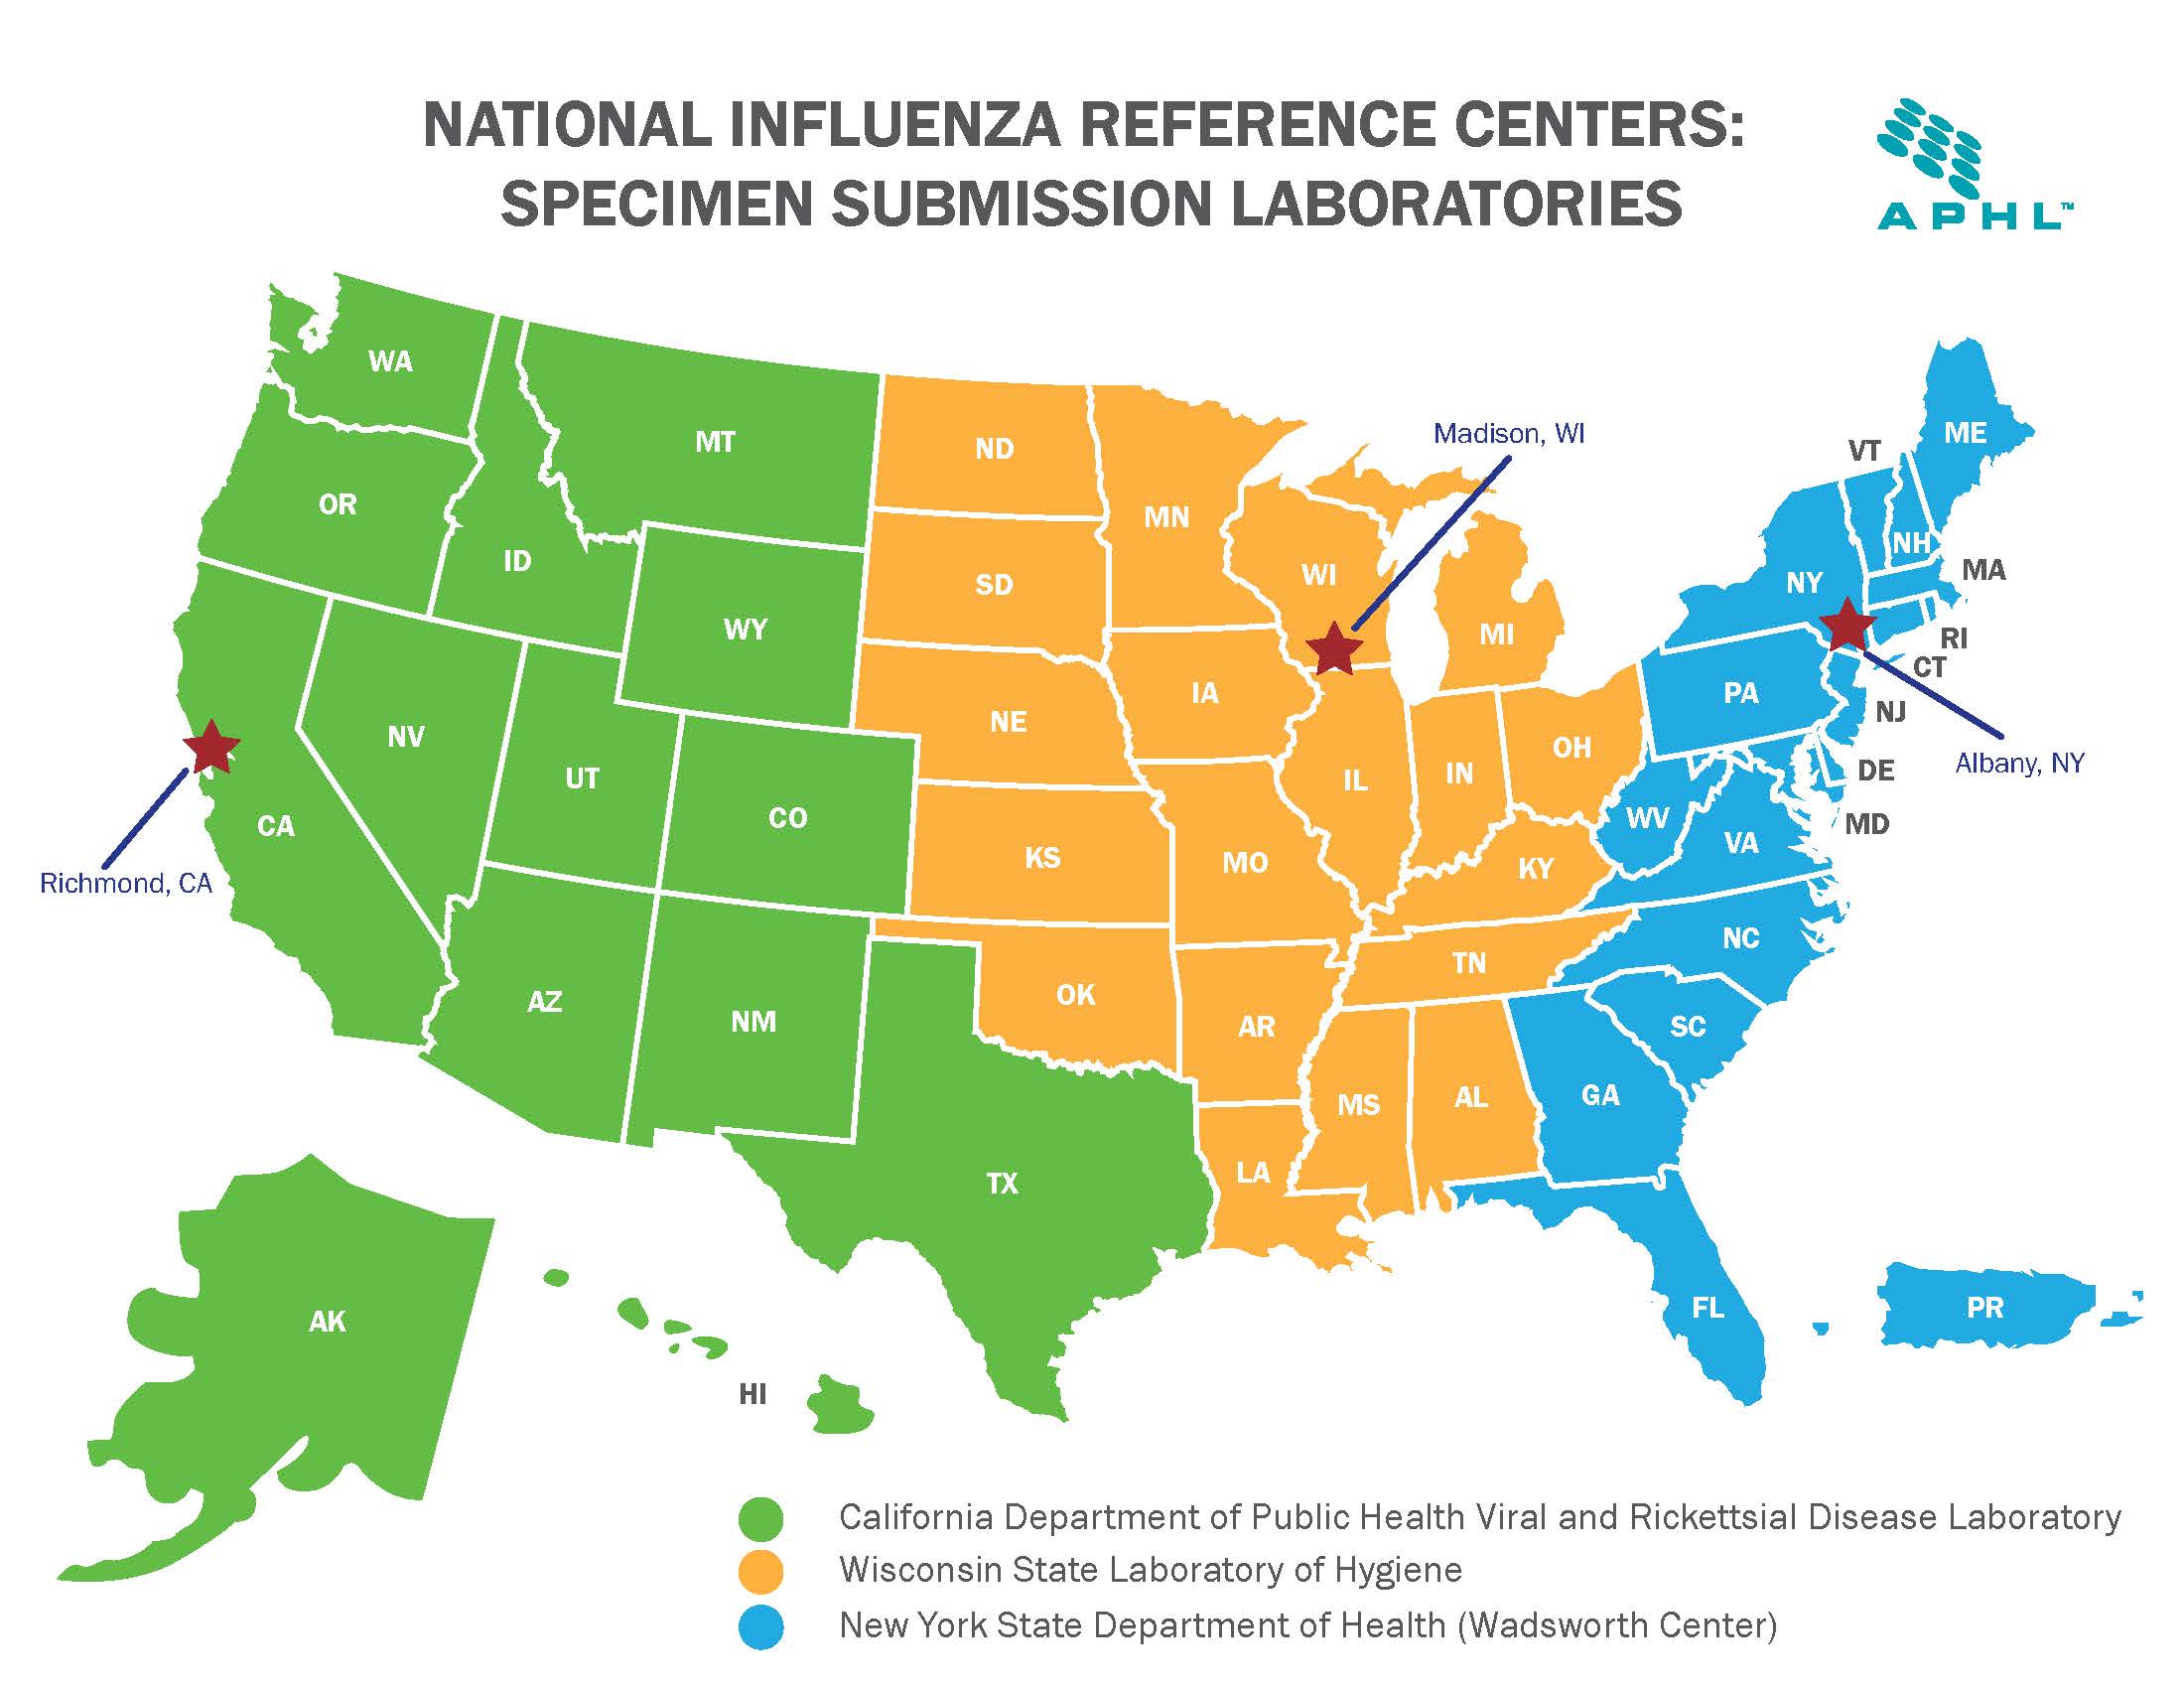 NATIONAL INFLUENZA REFERENCE CENTERS:
SPECIMEN SUBMISSION LABORATORIES
APHL™
WA
MT
OR
ID
WY
NV
UT
CO
CA
AZ
NM
TX
AK
HI
Richmond, CA
ND
MN
SD
WI
MI
NE
IA
IL
IN
OH
KS
MO
KY
OK
AR
TN
MS
AL
LA
Madison, WI
ME
VT
NH
MA
NY
RI
CT
PA
NJ
DE
MD
WV
VA
NC
SC
GA
FL
PR
Albany, NY
California Department of Public Health Viral and Rickettsial Disease Laboratory
Wisconsin State Laboratory of Hygiene
New York State Department of Health (Wadsworth Center)